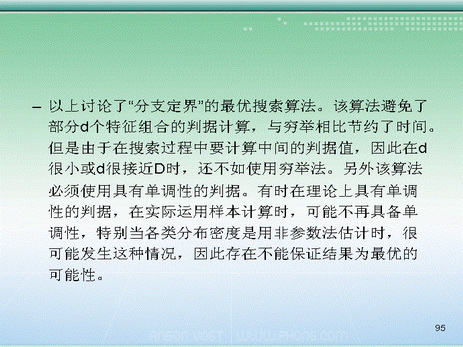 – 以上讨论了“分支定界”的最优搜索算法。该算法避免了
部分d个特征组合的判据计算，与穷举相比节约了时间。
但是由于在搜索过程中要计算中间的判据值，因此在d
很小或d很接近D时，还不如使用穷举法。另外该算法
必须使用具有单调性的判据。有时在理论上具有单调
性的判据，在实际运用样本计算时，可能不再具备单
调性，特别当各类分布密度是用非参数法估计时，很
可能发生这种情况，因此存在不能保证结果为最优的
可能性。
95